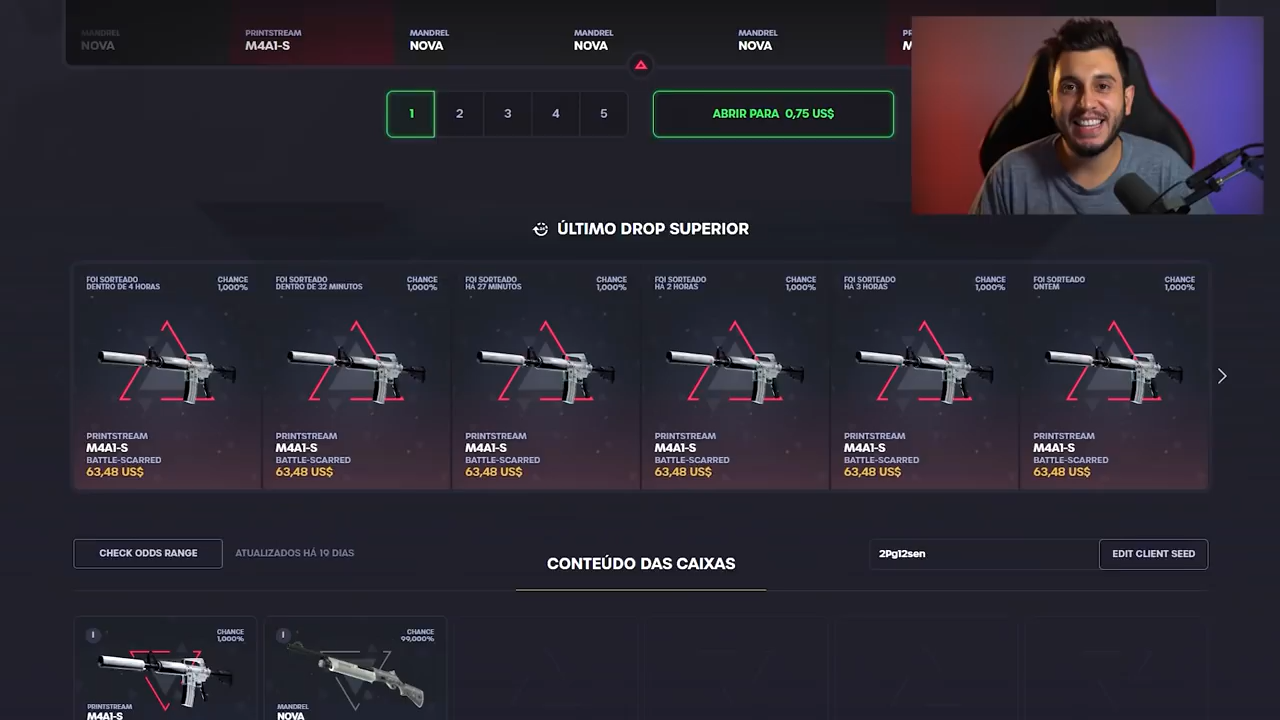 MANDREL
NOVA
PRINTSTREAM
M4A1-S
MANDREL
NOVA
MANDREL
NOVA
MANDREL
NOVA
PR
M
1
2
3
4
5
ABRIR PARA 0,75 US$
ÚLTIMO DROP SUPERIOR
FOI SORTEADO
DENTRO DE 4 HORAS
CHANCE
1,000%
PRINTSTREAM
M4A1-S
BATTLE-SCARRED
63,48 US$
FOI SORTEADO
DENTRO DE 32 MINUTOS
CHANCE
1,000%
PRINTSTREAM
M4A1-S
BATTLE-SCARRED
63,48 US$
FOI SORTEADO
HÁ 27 MINUTOS
CHANCE
1,000%
PRINTSTREAM
M4A1-S
BATTLE-SCARRED
63,48 US$
FOI SORTEADO
HÁ 2 HORAS
CHANCE
1,000%
PRINTSTREAM
M4A1-S
BATTLE-SCARRED
63,48 US$
FOI SORTEADO
HÁ 3 HORAS
CHANCE
1,000%
PRINTSTREAM
M4A1-S
BATTLE-SCARRED
63,48 US$
FOI SORTEADO
ONTEM
CHANCE
1,000%
PRINTSTREAM
M4A1-S
BATTLE-SCARRED
63,48 US$
CHECK ODDS RANGE
ATUALIZADOS HÁ 19 DIAS
CONTEÚDO DAS CAIXAS
2Pg12sen
EDIT CLIENT SEED
I
CHANCE
1,000%
PRINTSTREAM
M4A1-S
I
CHANCE
99,000%
MANDREL
NOVA